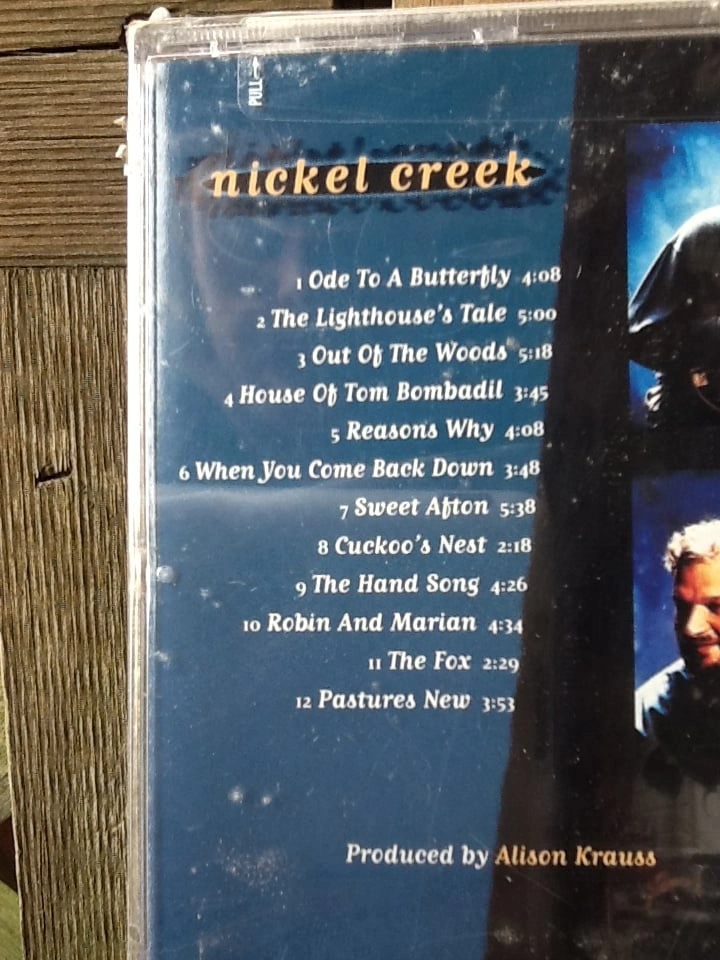 PULL→
nickel creek
1 Ode To A Butterfly 4:08
2 The Lighthouse's Tale 5:00
3 Out Of The Woods 5:18
4 House Of Tom Bombadil 3:45
5 Reasons Why 4:08
6 When You Come Back Down 3:48
7 Sweet Afton 5:38
8 Cuckoo's Nest 2:18
9 The Hand Song 4:26
10 Robin And Marian 4:34
11 The Fox 2:29
12 Pastures New 3:53
Produced by Alison Krauss